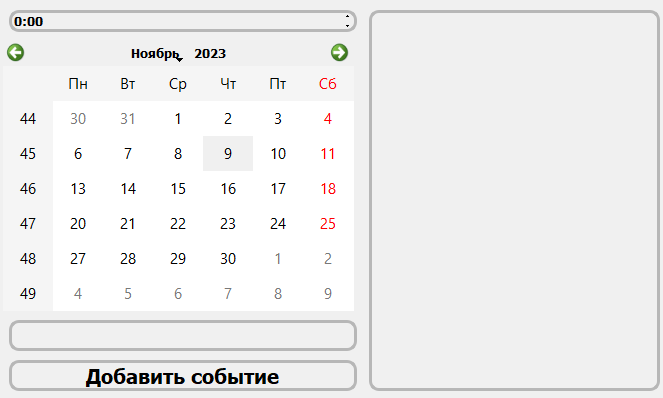 0:00
Ноябрь 2023
Пн Вт Ср Чт Пт Сб
44 30 31 1 2 3 4
45 6 7 8 9 10 11
46 13 14 15 16 17 18
47 20 21 22 23 24 25
48 27 28 29 30 1 2
49 4 5 6 7 8 9
Добавить событие